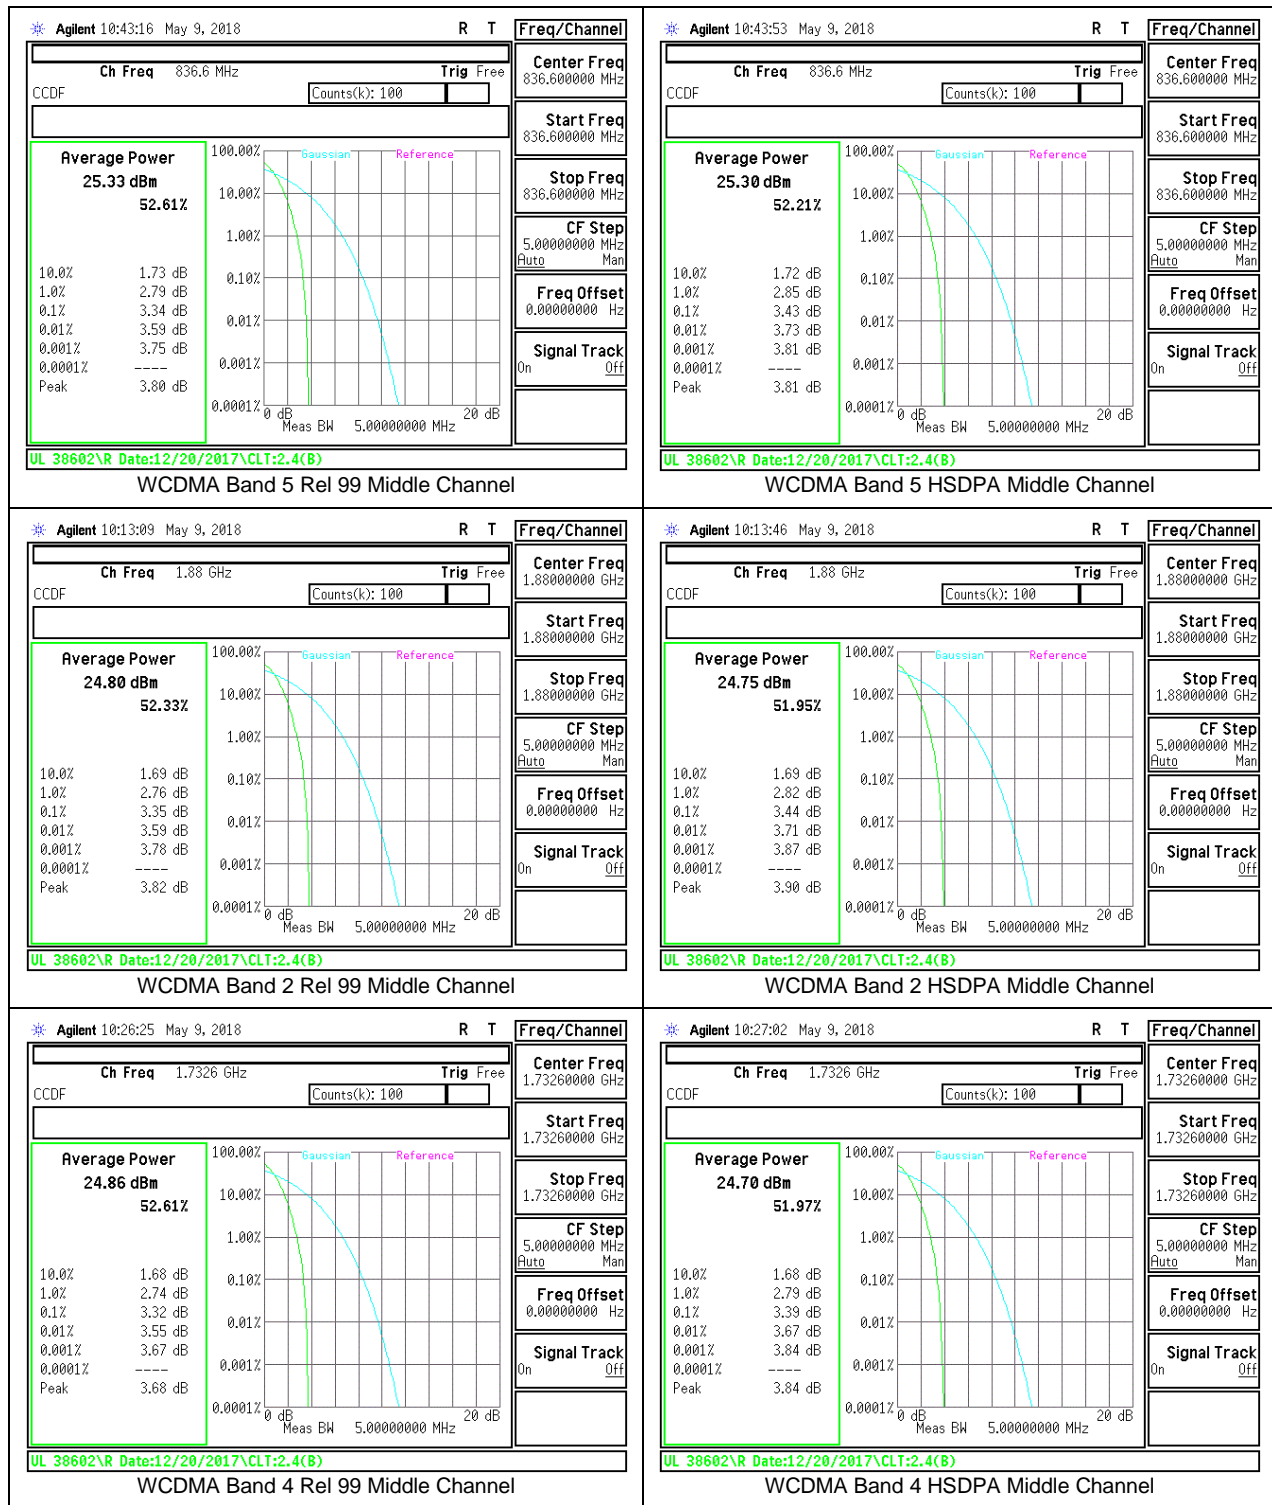 Agilent 10:43:16 May 9, 2018 R T Freq/Channel
Ch Freq 836.6 MHz Trig Free
CCDF Counts(k): 100
Average Power
25.33 dBm
52.61%
10.0% 1.73 dB
1.0% 2.79 dB
0.1% 3.34 dB
0.01% 3.59 dB
0.001% 3.75 dB
0.0001% ----
Peak 3.80 dB
Gaussian Reference
100.00%
10.00%
1.00%
0.10%
0.01%
0.001%
0.0001%
0 dB 20 dB
Meas BW 5.00000000 MHz
Center Freq
836.600000 MHz
Start Freq
836.600000 MHz
Stop Freq
836.600000 MHz
CF Step
5.00000000 MHz
Auto Man
Freq Offset
0.00000000 Hz
Signal Track
On Off
UL 38602\R Date:12/20/2017\CLT:2.4(B)
WCDMA Band 5 Rel 99 Middle Channel
Agilent 10:43:53 May 9, 2018 R T Freq/Channel
Ch Freq 836.6 MHz Trig Free
CCDF Counts(k): 100
Average Power
25.30 dBm
52.21%
10.0% 1.72 dB
1.0% 2.85 dB
0.1% 3.43 dB
0.01% 3.73 dB
0.001% 3.81 dB
0.0001% ----
Peak 3.81 dB
Gaussian Reference
100.00%
10.00%
1.00%
0.10%
0.01%
0.001%
0.0001%
0 dB 20 dB
Meas BW 5.00000000 MHz
Center Freq
836.600000 MHz
Start Freq
836.600000 MHz
Stop Freq
836.600000 MHz
CF Step
5.00000000 MHz
Auto Man
Freq Offset
0.00000000 Hz
Signal Track
On Off
UL 38602\R Date:12/20/2017\CLT:2.4(B)
WCDMA Band 5 HSDPA Middle Channel
Agilent 10:13:09 May 9, 2018 R T Freq/Channel
Ch Freq 1.88 GHz Trig Free
CCDF Counts(k): 100
Average Power
24.80 dBm
52.33%
10.0% 1.69 dB
1.0% 2.76 dB
0.1% 3.35 dB
0.01% 3.59 dB
0.001% 3.78 dB
0.0001% ----
Peak 3.82 dB
Gaussian Reference
100.00%
10.00%
1.00%
0.10%
0.01%
0.001%
0.0001%
0 dB 20 dB
Meas BW 5.00000000 MHz
Center Freq
1.88000000 GHz
Start Freq
1.88000000 GHz
Stop Freq
1.88000000 GHz
CF Step
5.00000000 MHz
Auto Man
Freq Offset
0.00000000 Hz
Signal Track
On Off
UL 38602\R Date:12/20/2017\CLT:2.4(B)
WCDMA Band 2 Rel 99 Middle Channel
Agilent 10:13:46 May 9, 2018 R T Freq/Channel
Ch Freq 1.88 GHz Trig Free
CCDF Counts(k): 100
Average Power
24.75 dBm
51.95%
10.0% 1.69 dB
1.0% 2.82 dB
0.1% 3.44 dB
0.01% 3.71 dB
0.001% 3.87 dB
0.0001% ----
Peak 3.90 dB
Gaussian Reference
100.00%
10.00%
1.00%
0.10%
0.01%
0.001%
0.0001%
0 dB 20 dB
Meas BW 5.00000000 MHz
Center Freq
1.88000000 GHz
Start Freq
1.88000000 GHz
Stop Freq
1.88000000 GHz
CF Step
5.00000000 MHz
Auto Man
Freq Offset
0.00000000 Hz
Signal Track
On Off
UL 38602\R Date:12/20/2017\CLT:2.4(B)
WCDMA Band 2 HSDPA Middle Channel
Agilent 10:26:25 May 9, 2018 R T Freq/Channel
Ch Freq 1.7326 GHz Trig Free
CCDF Counts(k): 100
Average Power
24.86 dBm
52.61%
10.0% 1.68 dB
1.0% 2.74 dB
0.1% 3.32 dB
0.01% 3.55 dB
0.001% 3.67 dB
0.0001% ----
Peak 3.68 dB
Gaussian Reference
100.00%
10.00%
1.00%
0.10%
0.01%
0.001%
0.0001%
0 dB 20 dB
Meas BW 5.00000000 MHz
Center Freq
1.73260000 GHz
Start Freq
1.73260000 GHz
Stop Freq
1.73260000 GHz
CF Step
5.00000000 MHz
Auto Man
Freq Offset
0.00000000 Hz
Signal Track
On Off
UL 38602\R Date:12/20/2017\CLT:2.4(B)
WCDMA Band 4 Rel 99 Middle Channel
Agilent 10:27:02 May 9, 2018 R T Freq/Channel
Ch Freq 1.7326 GHz Trig Free
CCDF Counts(k): 100
Average Power
24.70 dBm
51.97%
10.0% 1.68 dB
1.0% 2.79 dB
0.1% 3.39 dB
0.01% 3.67 dB
0.001% 3.84 dB
0.0001% ----
Peak 3.84 dB
Gaussian Reference
100.00%
10.00%
1.00%
0.10%
0.01%
0.001%
0.0001%
0 dB 20 dB
Meas BW 5.00000000 MHz
Center Freq
1.73260000 GHz
Start Freq
1.73260000 GHz
Stop Freq
1.73260000 GHz
CF Step
5.00000000 MHz
Auto Man
Freq Offset
0.00000000 Hz
Signal Track
On Off
UL 38602\R Date:12/20/2017\CLT:2.4(B)
WCDMA Band 4 HSDPA Middle Channel